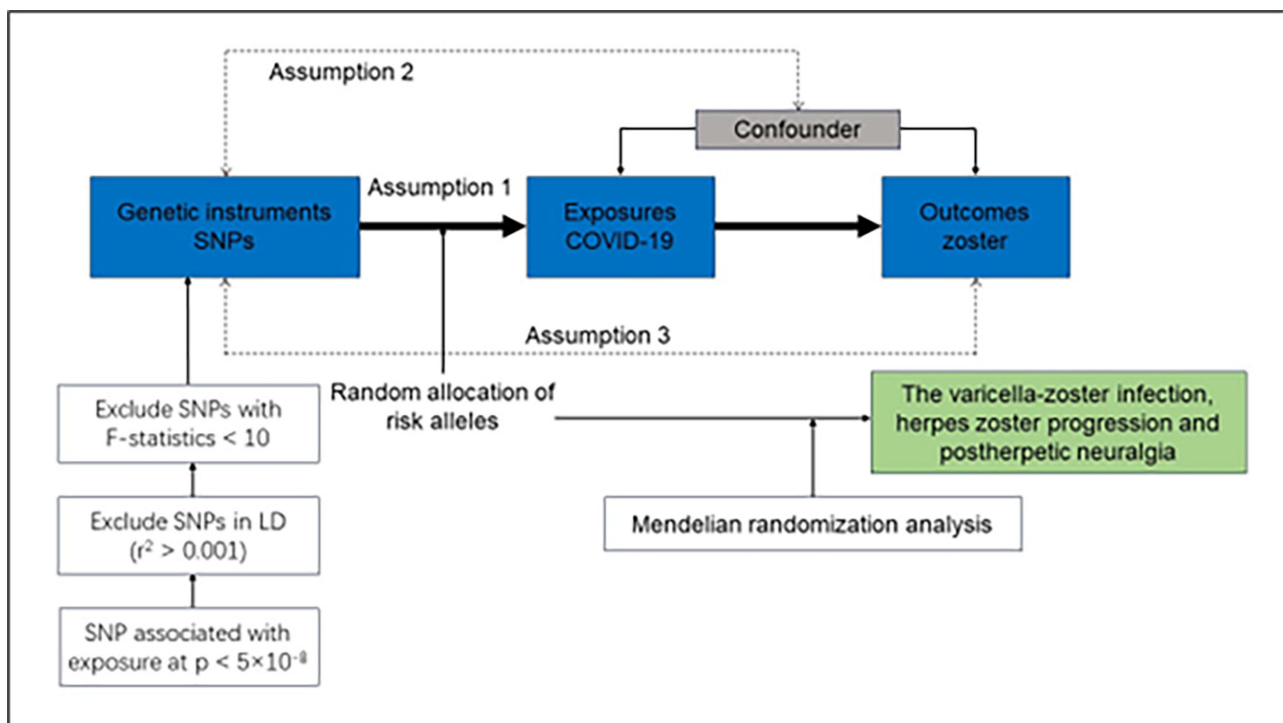 Assumption 2
Confounder
Assumption 1
Genetic instruments
SNPs
Exposures
COVID-19
Outcomes
zoster
Assumption 3
Random allocation of
risk alleles
The varicella-zoster infection,
herpes zoster progression and
postherpetic neuralgia
Exclude SNPs with
F-statistics < 10
Mendelian randomization analysis
Exclude SNPs in LD
(r² > 0.001)
SNP associated with
exposure at p < 5×10⁻⁸